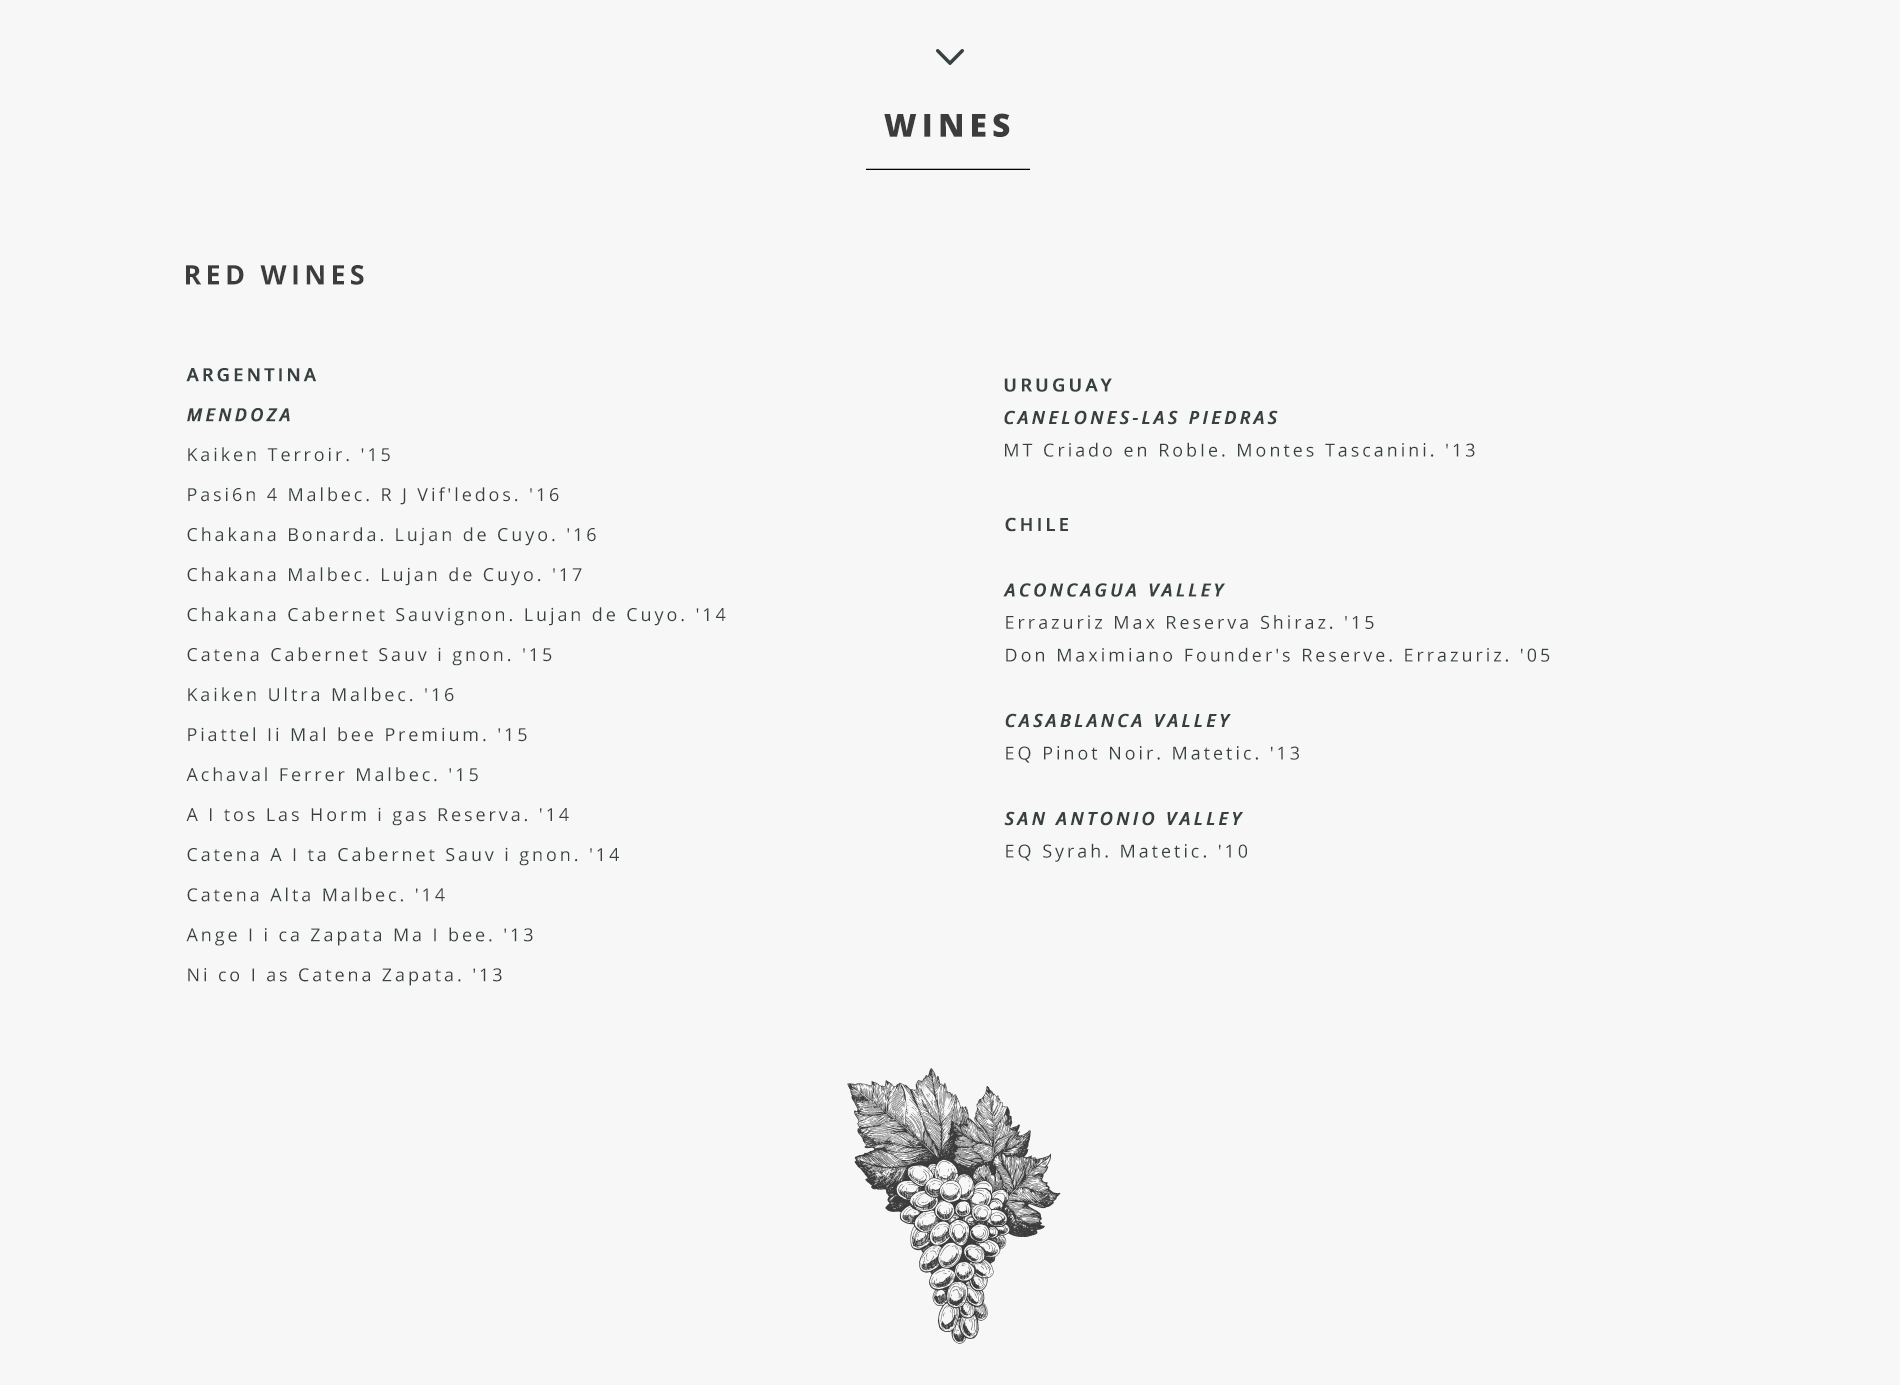 WINES
RED WINES
ARGENTINA
MENDOZA
Kaiken Terroir. '15
Pasi6n 4 Malbec. R J Vif'ledos. '16
Chakana Bonarda. Lujan de Cuyo. '16
Chakana Malbec. Lujan de Cuyo. '17
Chakana Cabernet Sauvignon. Lujan de Cuyo. '14
Catena Cabernet Sauv i gnon. '15
Kaiken Ultra Malbec. '16
Piattel Ii Mal bee Premium. '15
Achaval Ferrer Malbec. '15
A I tos Las Horm i gas Reserva. '14
Catena A I ta Cabernet Sauv i gnon. '14
Catena Alta Malbec. '14
Ange I i ca Zapata Ma I bee. '13
Ni co I as Catena Zapata. '13
URUGUAY
CANELONES-LAS PIEDRAS
MT Criado en RobIe. Montes Tascanini. '13
CHILE
ACONCAGUA VALLEY
Errazuriz Max Reserva Shiraz. '15
Don Maximiano Founder's Reserve. Errazuriz. '05
CASABLANCA VALLEY
EQ Pinot Noir. Matetic. '13
SAN ANTONIO VALLEY
EQ Syrah. Matetic. '10